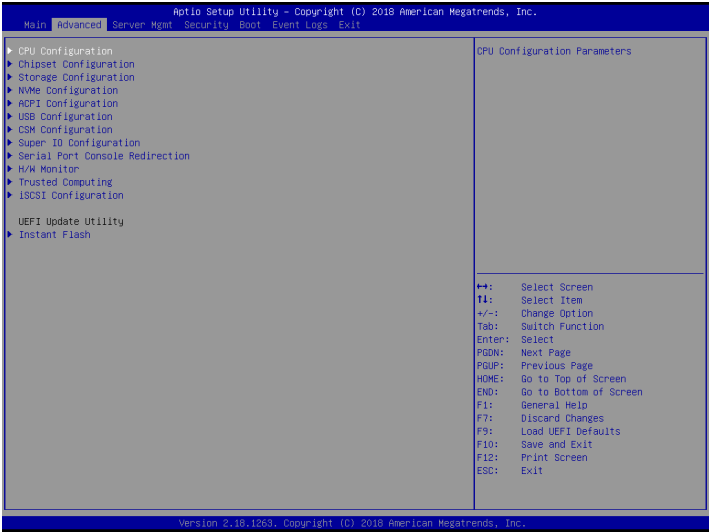 Aptio Setup Utility – Copyright (C) 2018 American Megatrends, Inc.
Main Advanced Server Mgmt Security Boot Event Logs Exit
CPU Configuration
Chipset Configuration
Storage Configuration
NVMe Configuration
ACPI Configuration
USB Configuration
CSM Configuration
Super IO Configuration
Serial Port Console Redirection
H/W Monitor
Trusted Computing
iSCSI Configuration
UEFI Update Utility
Instant Flash
CPU Configuration Parameters
↔: Select Screen
↑↓: Select Item
+/-: Change Option
Tab: Switch Function
Enter: Select
PGDN: Next Page
PGUP: Previous Page
HOME: Go to Top of Screen
END: Go to Bottom of Screen
F1: General Help
F7: Discard Changes
F9: Load UEFI Defaults
F10: Save and Exit
F12: Print Screen
ESC: Exit
Version 2.18.1263. Copyright (C) 2018 American Megatrends, Inc.